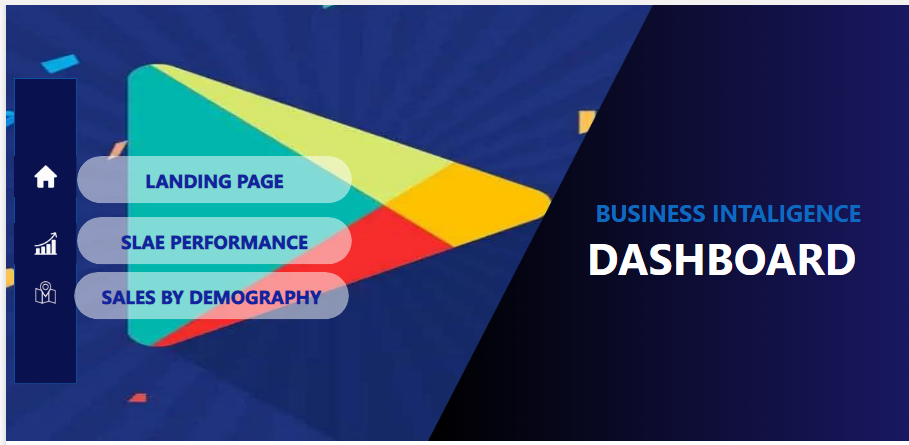 LANDING PAGE
SLAE PERFORMANCE
SALES BY DEMOGRAPHY
BUSINESS INTALIGENCE
DASHBOARD